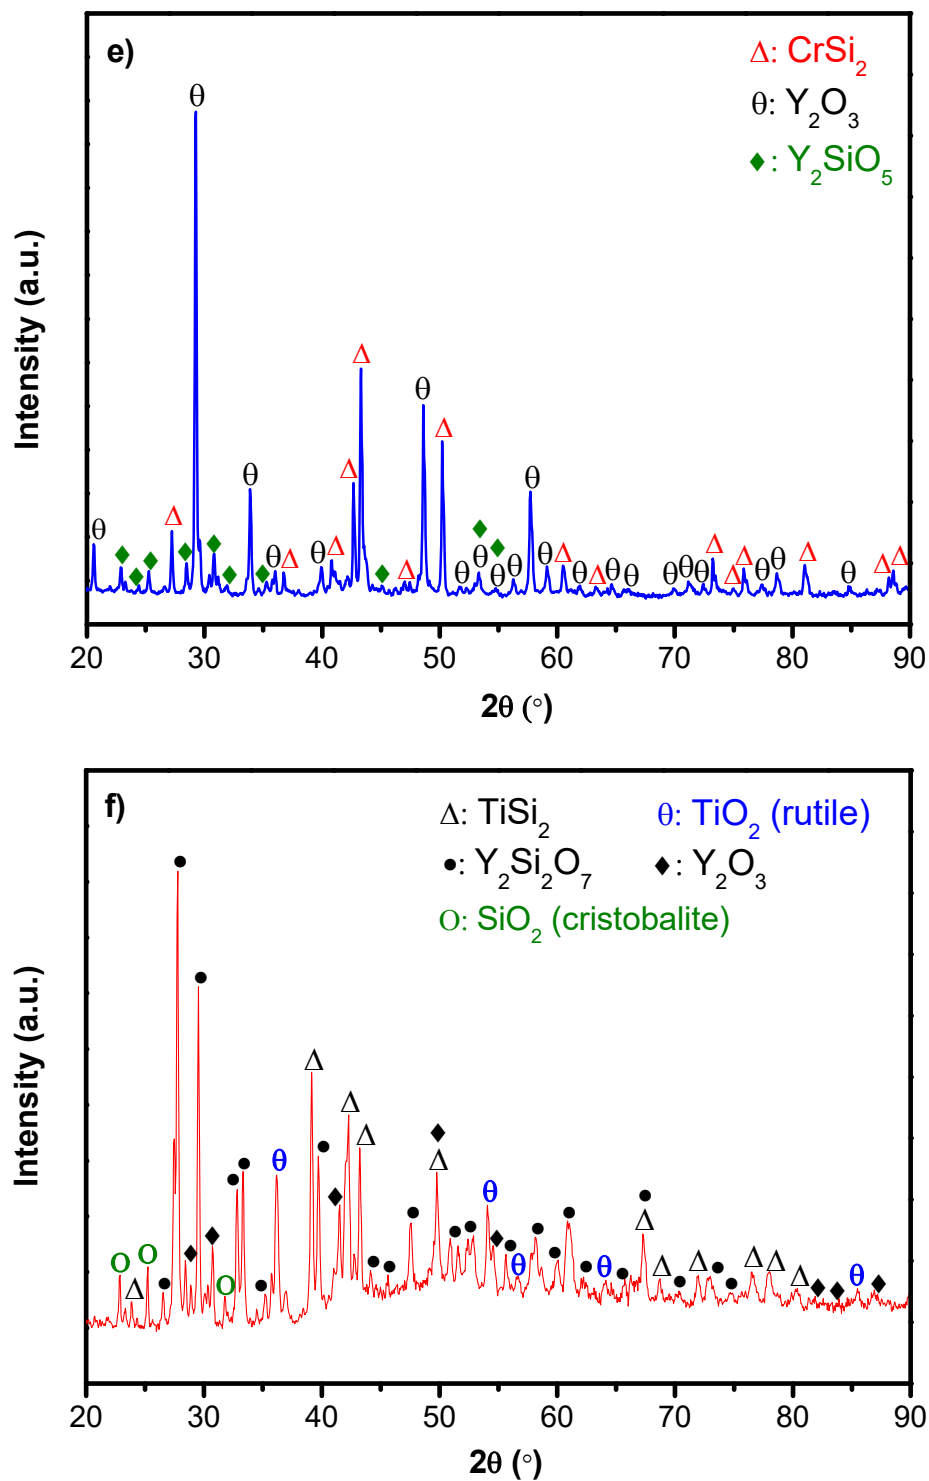 e)
Δ: CrSi₂
θ: Y₂O₃
♦: Y₂SiO₅
Intensity (a.u.)
20 30 40 50 60 70 80 90
2θ (°)
f)
Δ: TiSi₂ θ: TiO₂ (rutile)
●: Y₂Si₂O₇ ♦: Y₂O₃
O: SiO₂ (cristobalite)
Intensity (a.u.)
20 30 40 50 60 70 80 90
2θ (°)